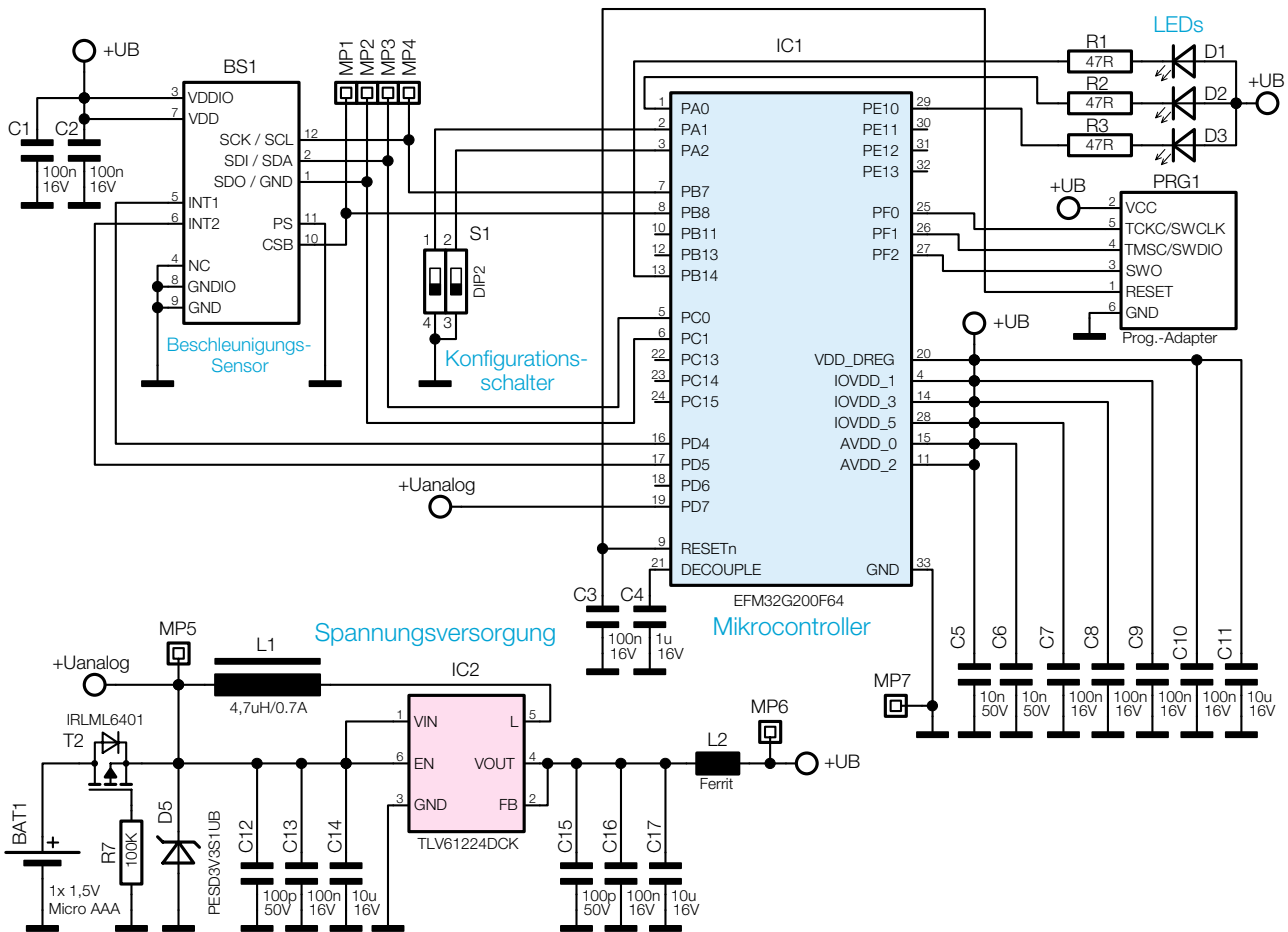 +UB
BS1
MP1
MP2
MP3
MP4
IC1
LEDs
R1
47R
D1
R2
47R
D2
R3
47R
D3
+UB
C1
100n
16V
C2
100n
16V
3
VDDIO
7
VDD
SCK / SCL
12
SDI / SDA
2
SDO / GND
1
5
INT1
6
INT2
PS
11
CSB
10
4
NC
8
GNDIO
9
GND
Beschleunigungs-
Sensor
S1
1
2
DIP2
4
3
Konfigurations-
schalter
1
PA0
2
PA1
3
PA2
7
PB7
8
PB8
10
PB11
12
PB13
13
PB14
5
PC0
6
PC1
22
PC13
23
PC14
24
PC15
16
PD4
17
PD5
18
PD6
19
PD7
9
RESETn
21
DECOUPLE
PE10
29
PE11
30
PE12
31
PE13
32
PF0
25
PF1
26
PF2
27
VDD_DREG
20
IOVDD_1
4
IOVDD_3
14
IOVDD_5
28
AVDD_0
15
AVDD_2
11
GND
33
EFM32G200F64
Mikrocontroller
+UB
PRG1
2
VCC
5
TCKC/SWCLK
4
TMSC/SWDIO
3
SWO
1
RESET
6
GND
Prog.-Adapter
+UB
+Uanalog
C3
100n
16V
C4
1u
16V
C5
10n
50V
C6
10n
50V
C7
100n
16V
C8
100n
16V
C9
100n
16V
C10
100n
16V
C11
10u
16V
MP7
Spannungsversorgung
MP5
+Uanalog
L1
4,7uH/0.7A
IC2
1
VIN
L
5
6
EN
VOUT
4
3
GND
FB
2
TLV61224DCK
IRLML6401
T2
BAT1
+
1x 1,5V
Micro AAA
R7
100K
D5
PESD3V3S1UB
C12
100p
50V
C13
100n
16V
C14
10u
16V
C15
100p
50V
C16
100n
16V
C17
10u
16V
L2
Ferrit
MP6
+UB